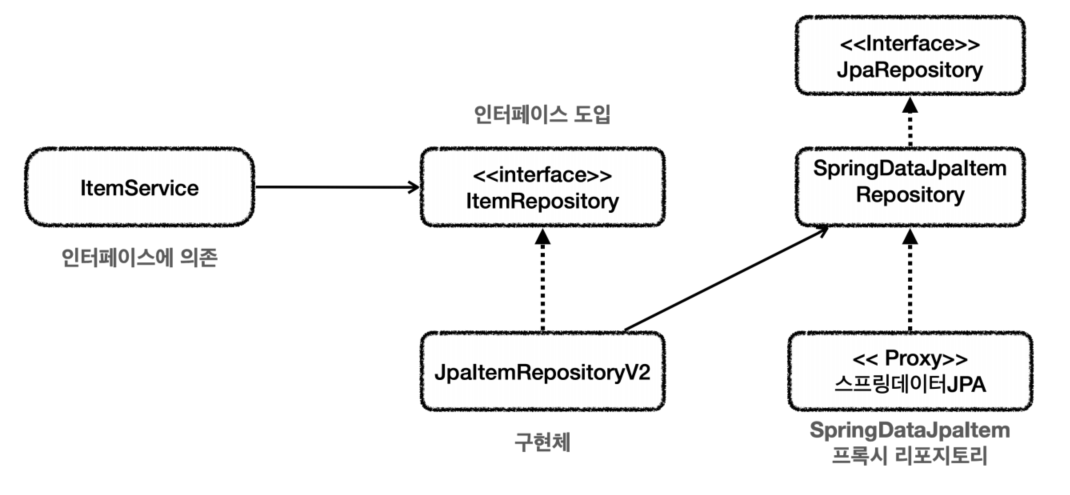 <<Interface>>
JpaRepository
인터페이스 도입
ItemService
<<interface>>
ItemRepository
SpringDataJpaItem
Repository
인터페이스에 의존
JpaItemRepositoryV2
<< Proxy>>
스프링데이터JPA
구현체
SpringDataJpaItem
프록시 리포지토리